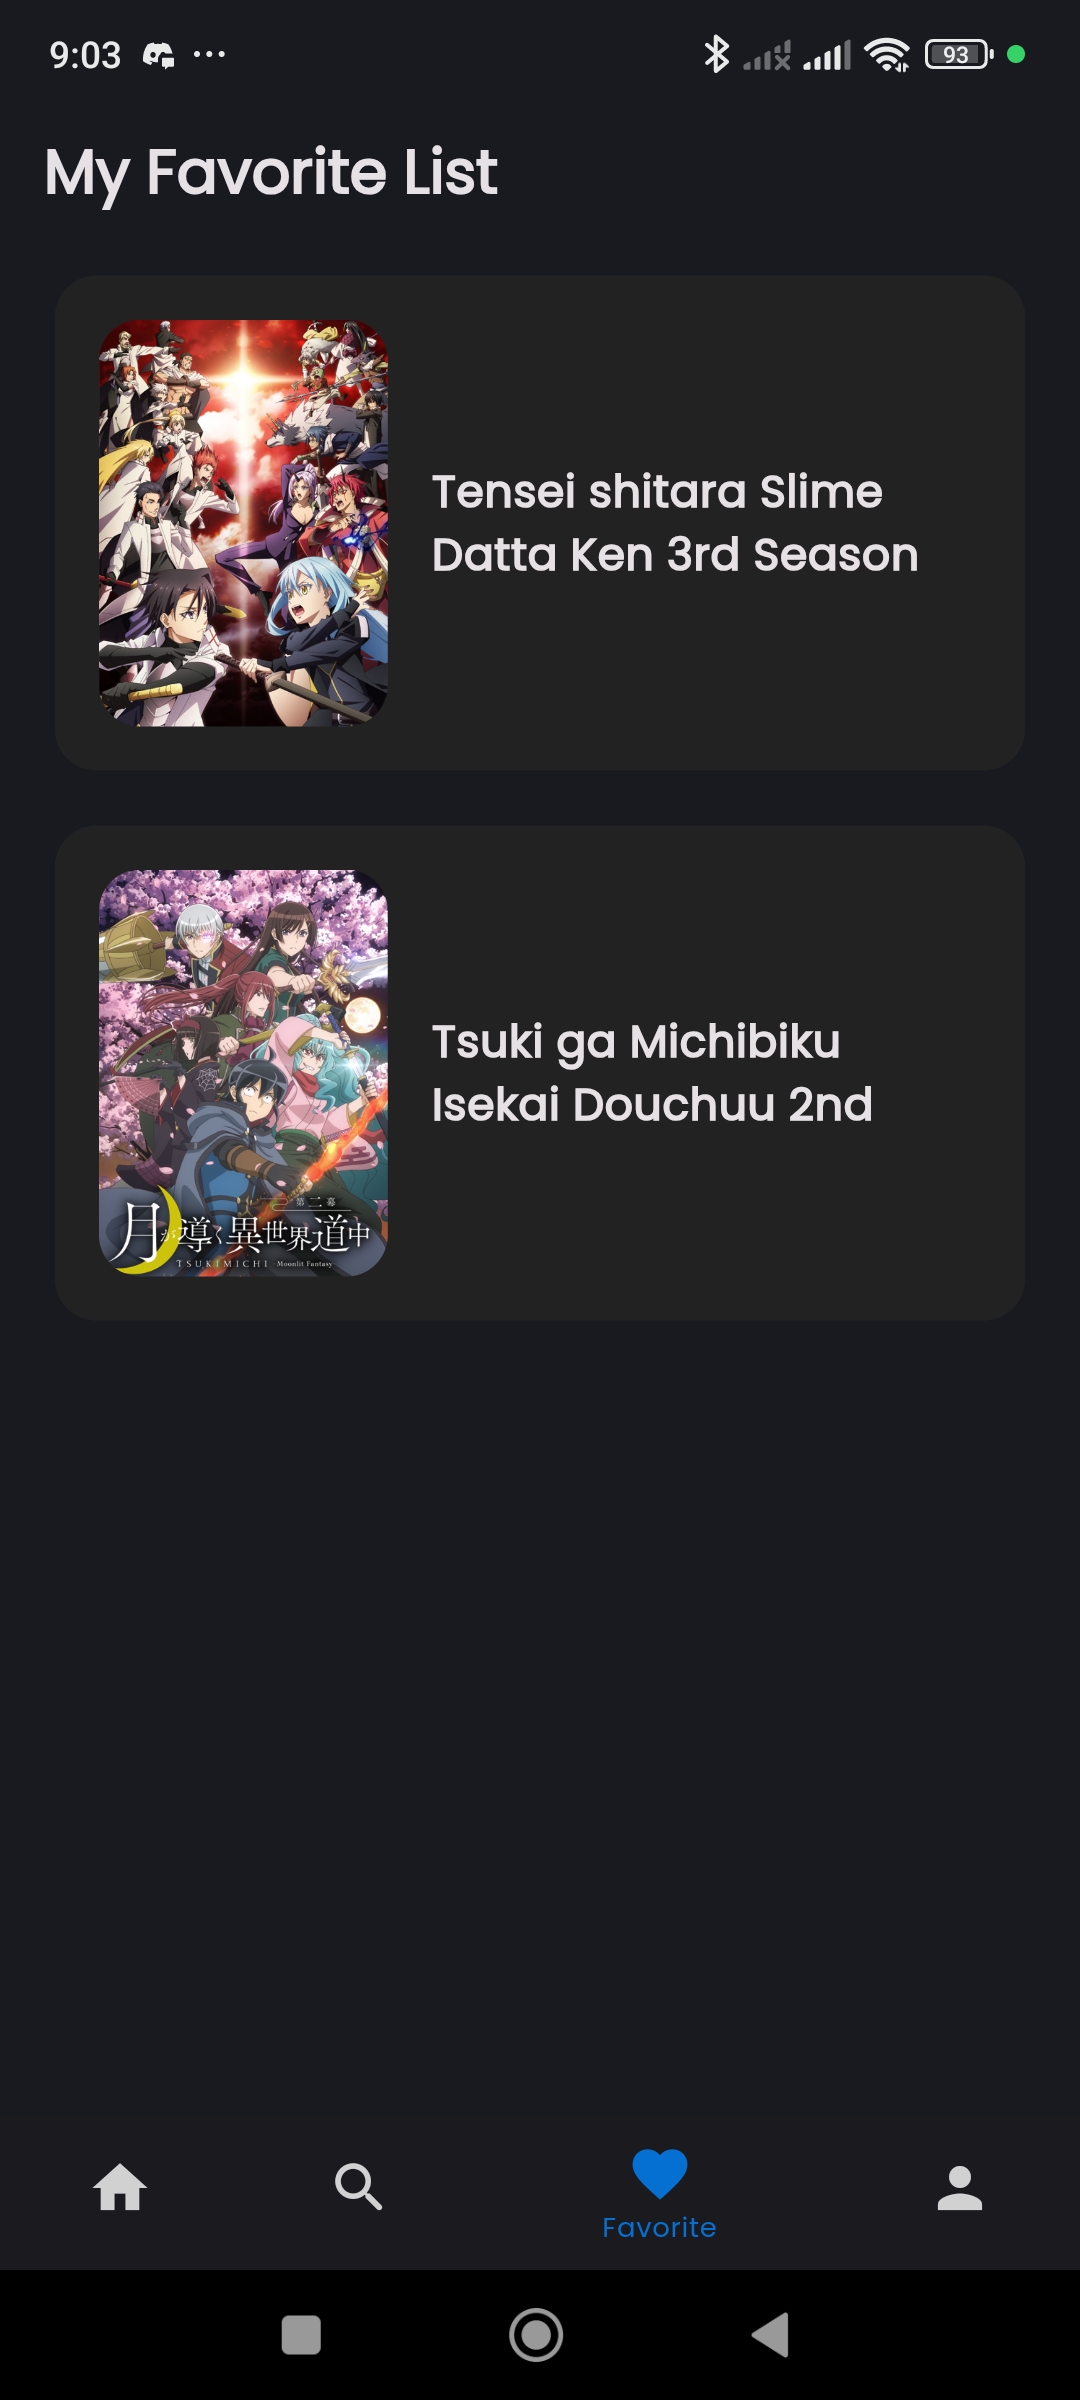 9:03
93
My Favorite List
Tensei shitara Slime
Datta Ken 3rd Season
Tsuki ga Michibiku
Isekai Douchuu 2nd
第二幕
月が導く異世界道中
TSUKIMICHI -Moonlit Fantasy-
Favorite